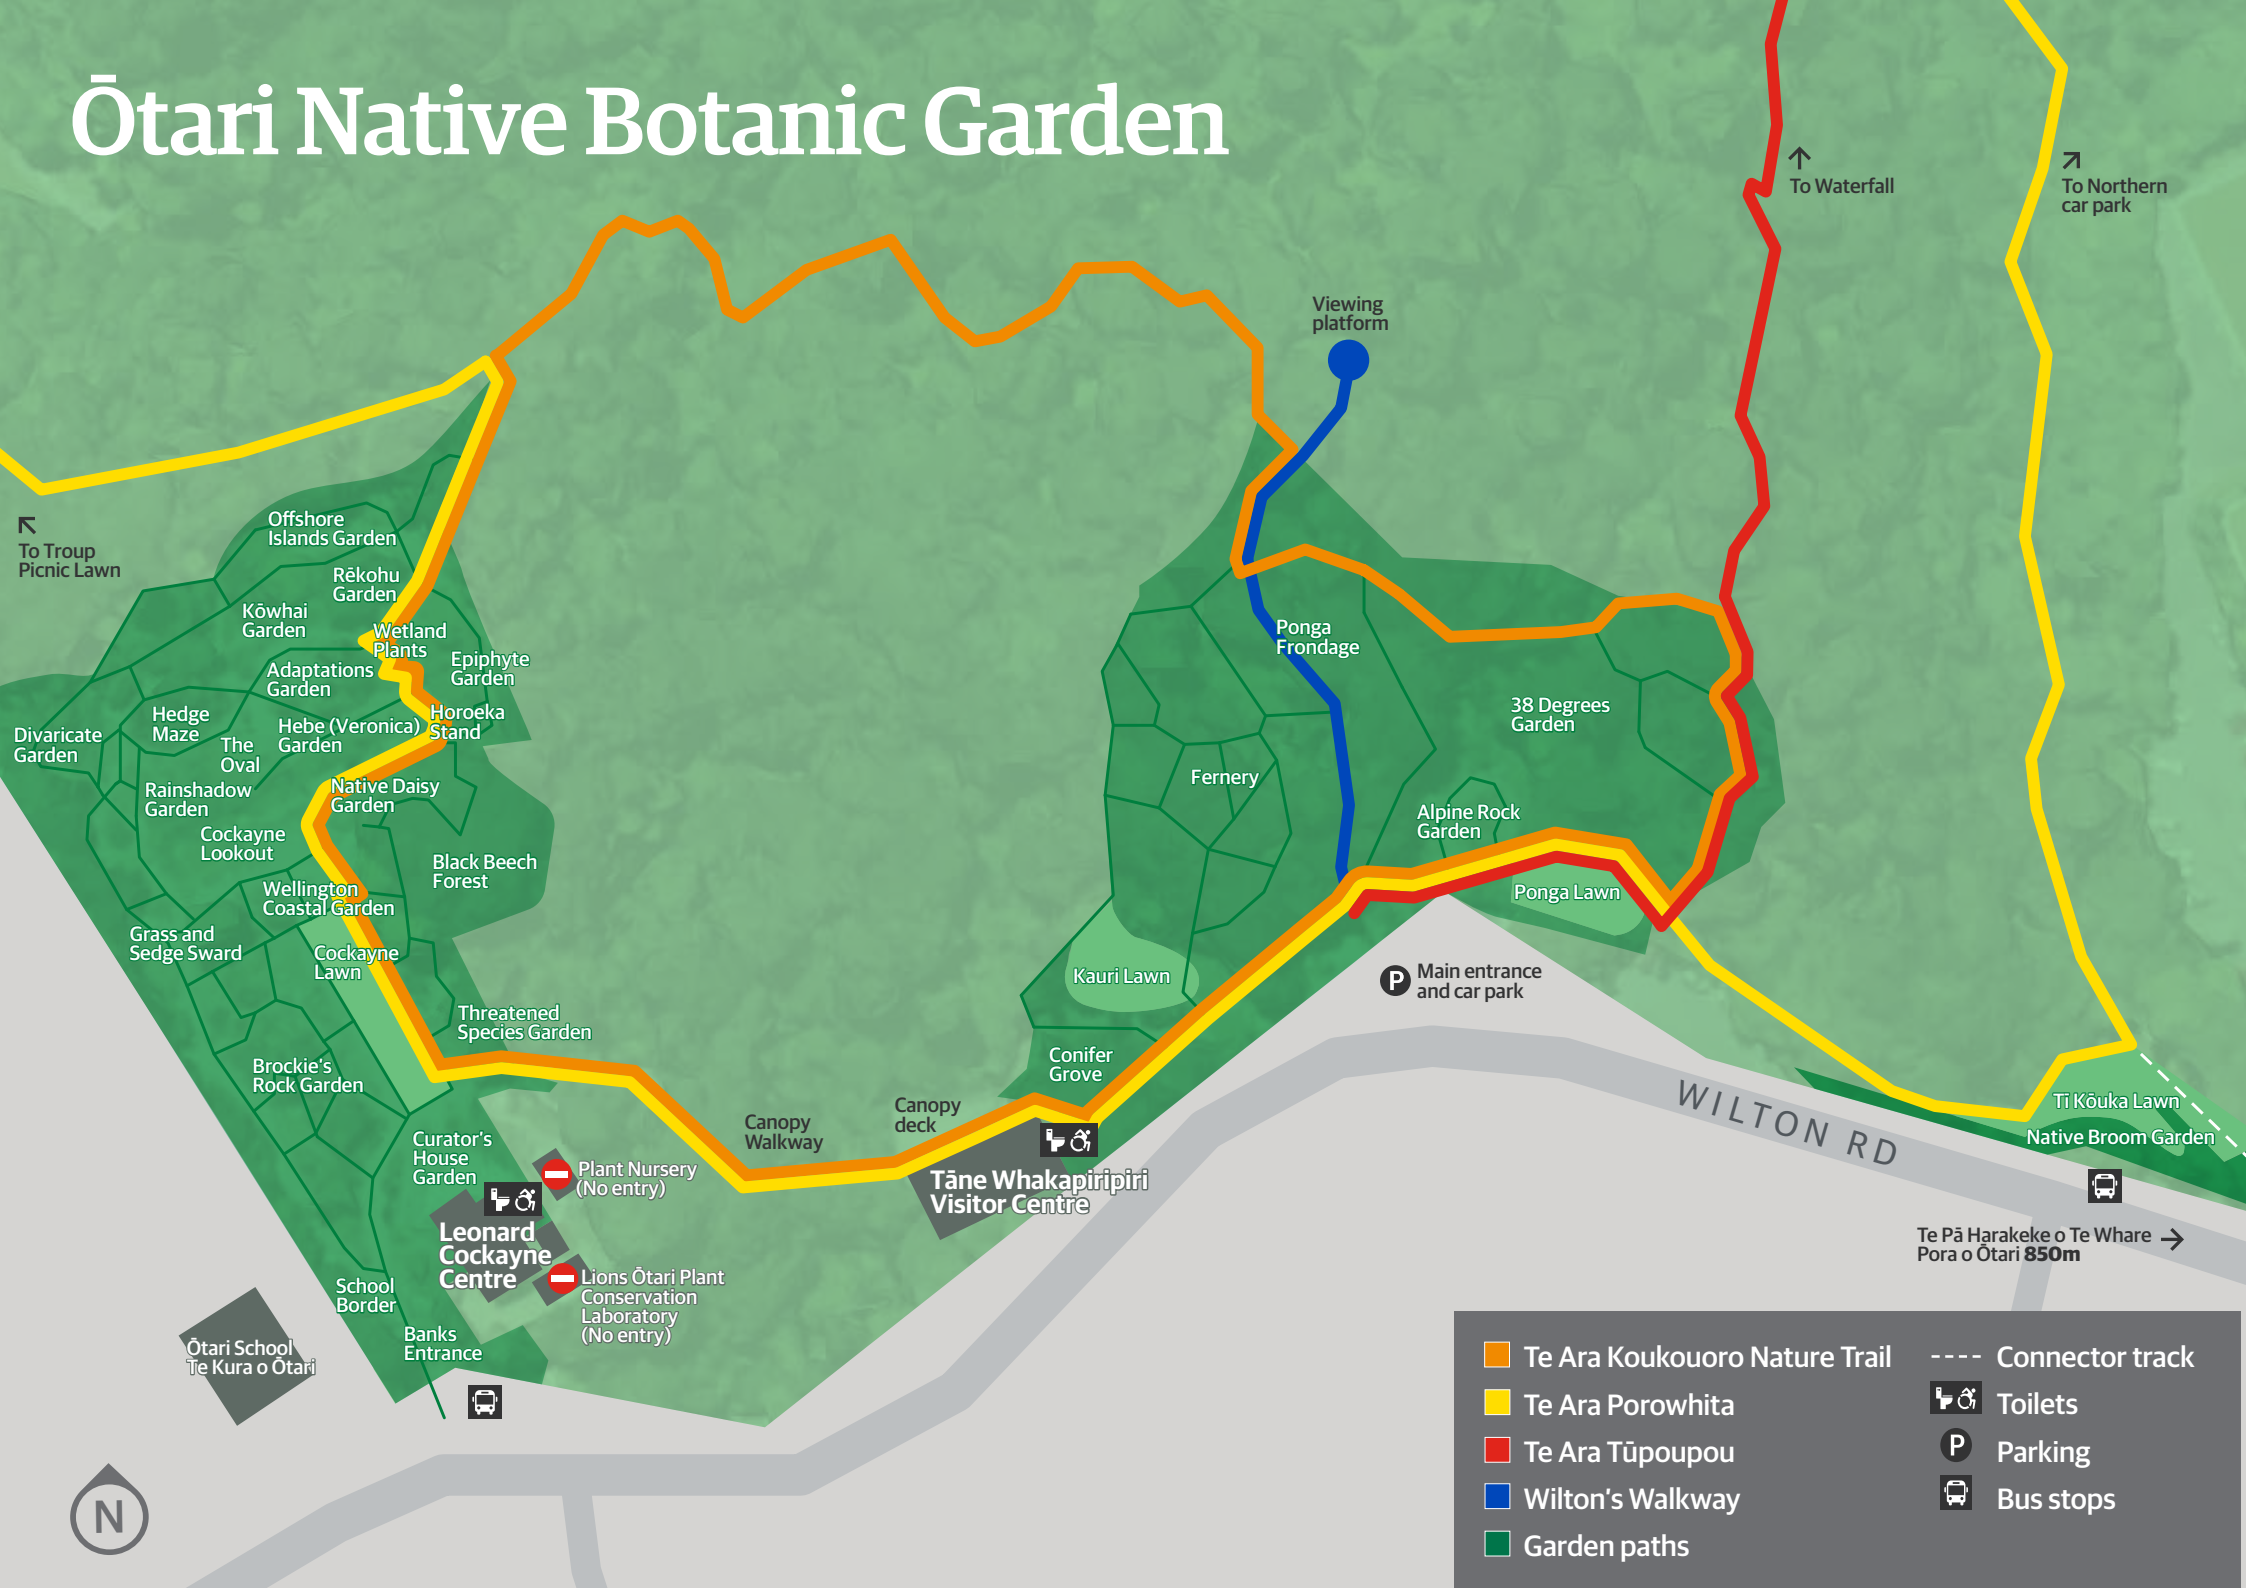 Ōtari Native Botanic Garden
To Waterfall
To Northern
car park
Viewing
platform
To Troup
Picnic Lawn
Offshore
Islands Garden
Rēkohu
Garden
Kōwhai
Garden
Wetland
Plants
Adaptations
Garden
Epiphyte
Garden
Hedge
Maze
Hebe (Veronica)
Garden
Horoeka
Stand
Divaricate
Garden
The
Oval
Rainshadow
Garden
Native Daisy
Garden
Cockayne
Lookout
Black Beech
Forest
Wellington
Coastal Garden
Grass and
Sedge Sward
Cockayne
Lawn
Threatened
Species Garden
Brockie's
Rock Garden
Curator's
House
Garden
Plant Nursery
(No entry)
Leonard
Cockayne
Centre
Lions Ōtari Plant
Conservation
Laboratory
(No entry)
School
Border
Banks
Entrance
Ōtari School
Te Kura o Ōtari
Canopy
Walkway
Canopy
deck
Tāne Whakapiripiri
Visitor Centre
Conifer
Grove
Kauri Lawn
Fernery
Ponga
Frondage
38 Degrees
Garden
Alpine Rock
Garden
Ponga Lawn
P
Main entrance
and car park
WILTON RD
Ti Kōuka Lawn
Native Broom Garden
Te Pā Harakeke o Te Whare
Pora o Ōtari 850m
N
Te Ara Koukouoro Nature Trail
Te Ara Porowhita
Te Ara Tūpoupou
Wilton's Walkway
Garden paths
Connector track
Toilets
P Parking
Bus stops